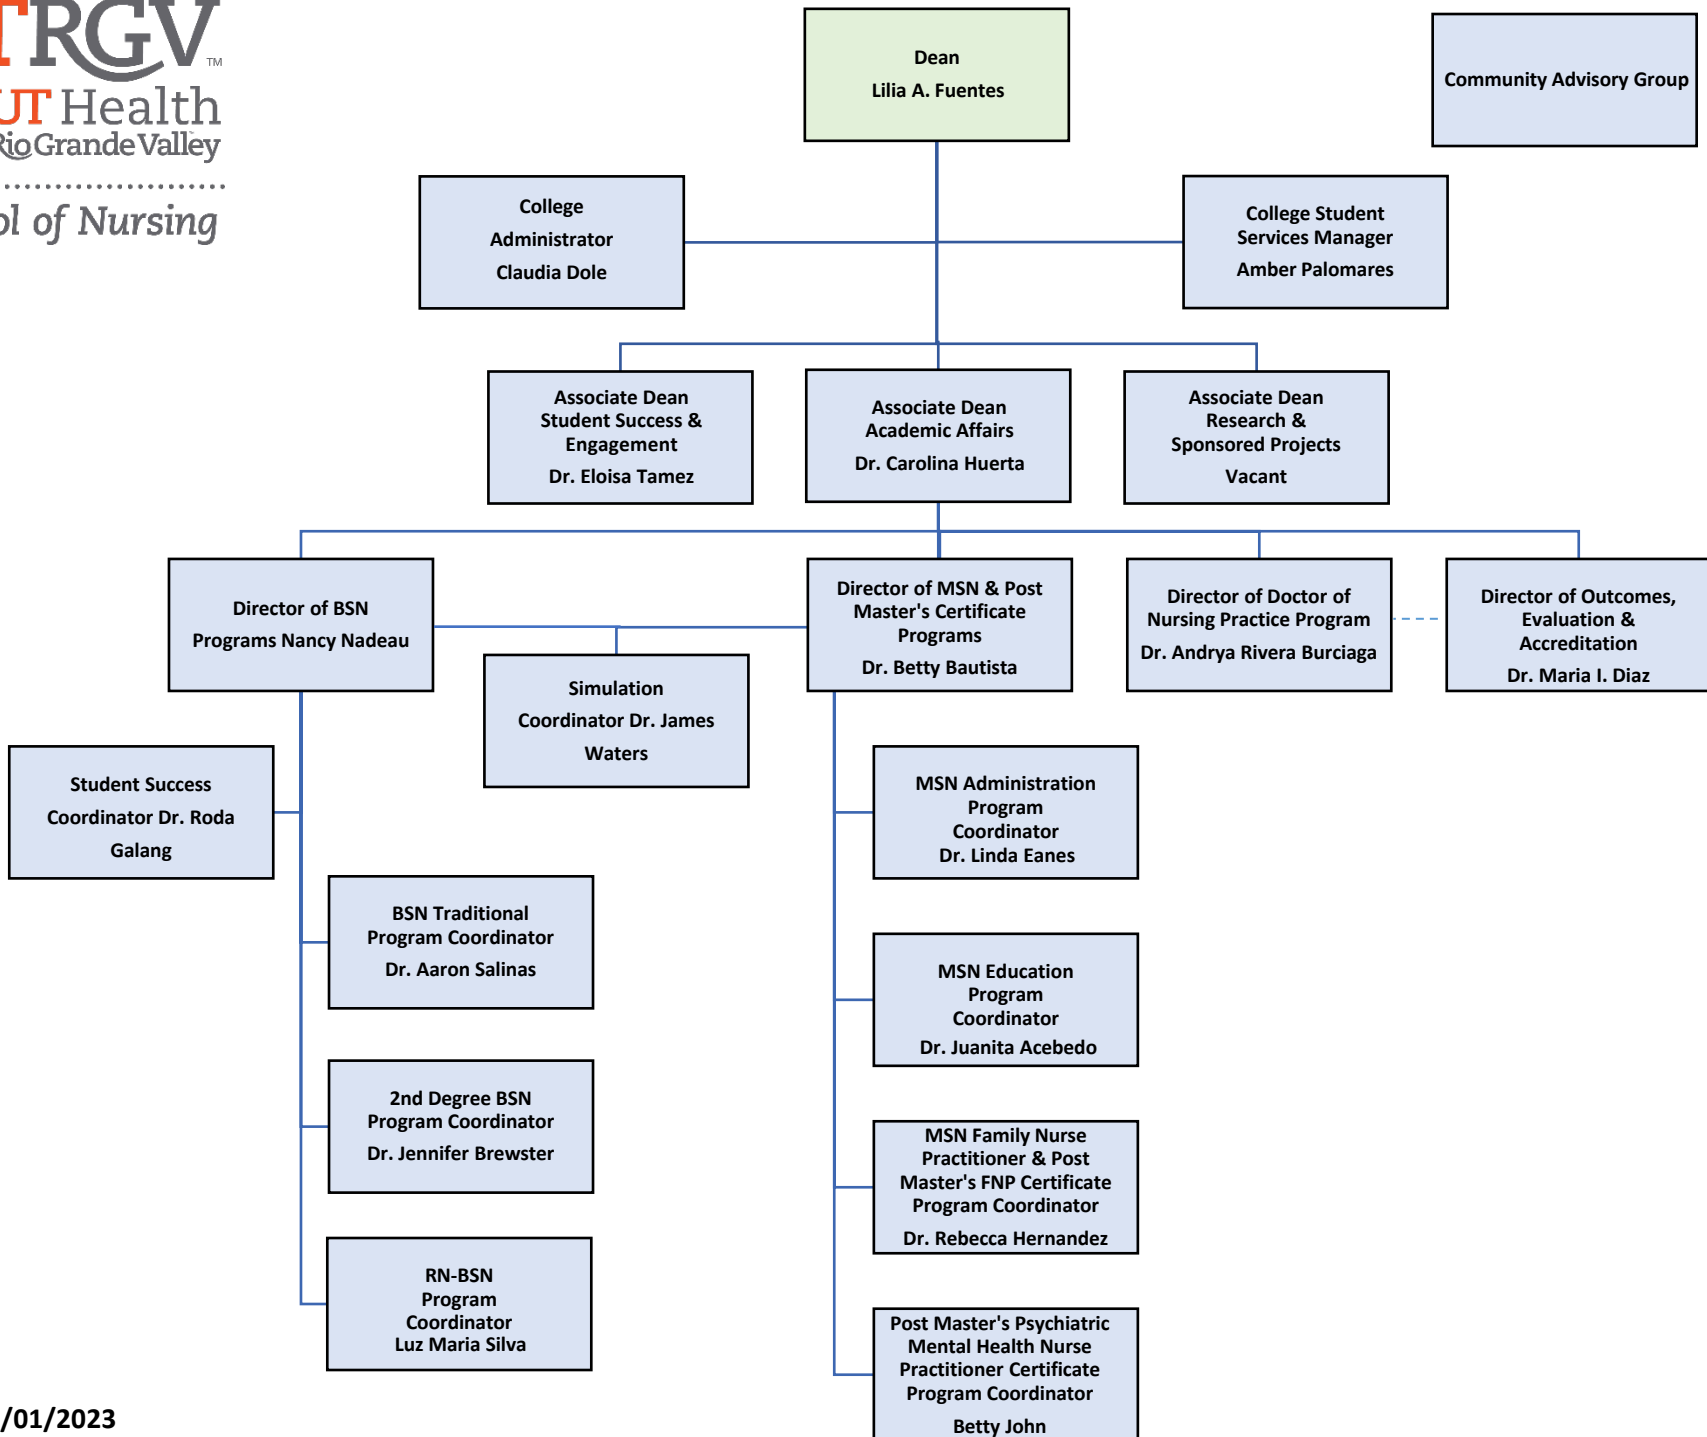 TRGV
TM
UT Health
RioGrandeValley
ol of Nursing
Dean
Lilia A. Fuentes
Community Advisory Group
College
Administrator
Claudia Dole
College Student
Services Manager
Amber Palomares
Associate Dean
Student Success &
Engagement
Dr. Eloisa Tamez
Associate Dean
Academic Affairs
Dr. Carolina Huerta
Associate Dean
Research &
Sponsored Projects
Vacant
Director of BSN
Programs Nancy Nadeau
Director of MSN & Post
Master's Certificate
Programs
Dr. Betty Bautista
Director of Doctor of
Nursing Practice Program
Dr. Andrya Rivera Burciaga
Director of Outcomes,
Evaluation &
Accreditation
Dr. Maria I. Diaz
Simulation
Coordinator Dr. James
Waters
Student Success
Coordinator Dr. Roda
Galang
BSN Traditional
Program Coordinator
Dr. Aaron Salinas
2nd Degree BSN
Program Coordinator
Dr. Jennifer Brewster
RN-BSN
Program
Coordinator
Luz Maria Silva
MSN Administration
Program
Coordinator
Dr. Linda Eanes
MSN Education
Program
Coordinator
Dr. Juanita Acebedo
MSN Family Nurse
Practitioner & Post
Master's FNP Certificate
Program Coordinator
Dr. Rebecca Hernandez
Post Master's Psychiatric
Mental Health Nurse
Practitioner Certificate
Program Coordinator
Betty John
/01/2023